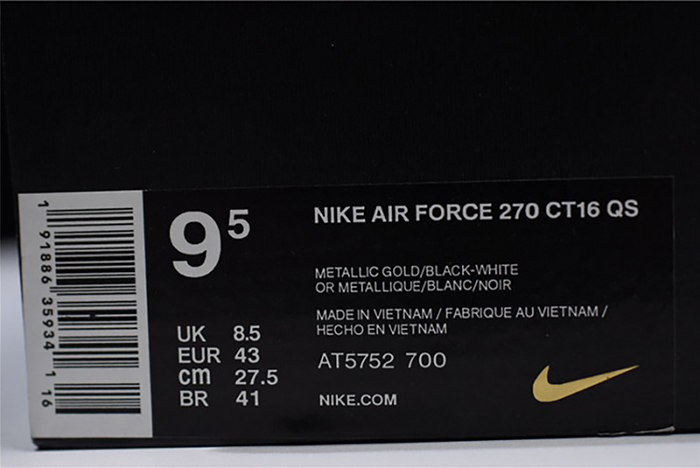 1 91886 35934 1 16
9⁵
NIKE AIR FORCE 270 CT16 QS
METALLIC GOLD/BLACK-WHITE
OR METALLIQUE/BLANC/NOIR
MADE IN VIETNAM / FABRIQUE AU VIETNAM /
HECHO EN VIETNAM
UK 8.5
EUR 43
cm 27.5
BR 41
AT5752 700
NIKE.COM